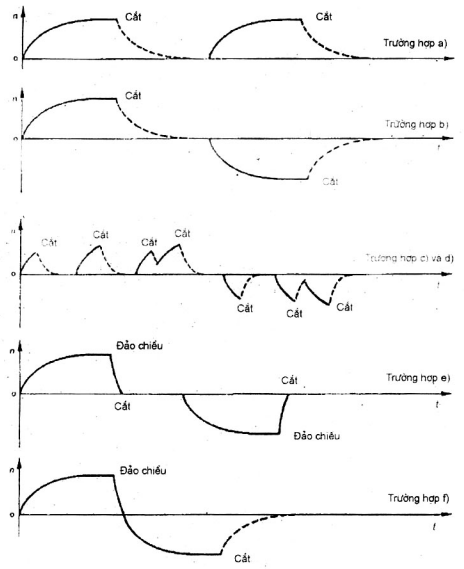 n
Cắt
Cắt
Trường hợp a)
o
n
Cắt
Trường hợp b)
o
t
Cắt
n
Cắt
Cắt
Cắt
Cắt
Trường hợp c) và d)
o
t
Cắt
Cắt
Cắt
n
Đảo chiều
Cắt
Trường hợp e)
o
Cắt
t
Đảo chiêu
n
Đảo chiều
Trường hợp f)
o
t
Cắt